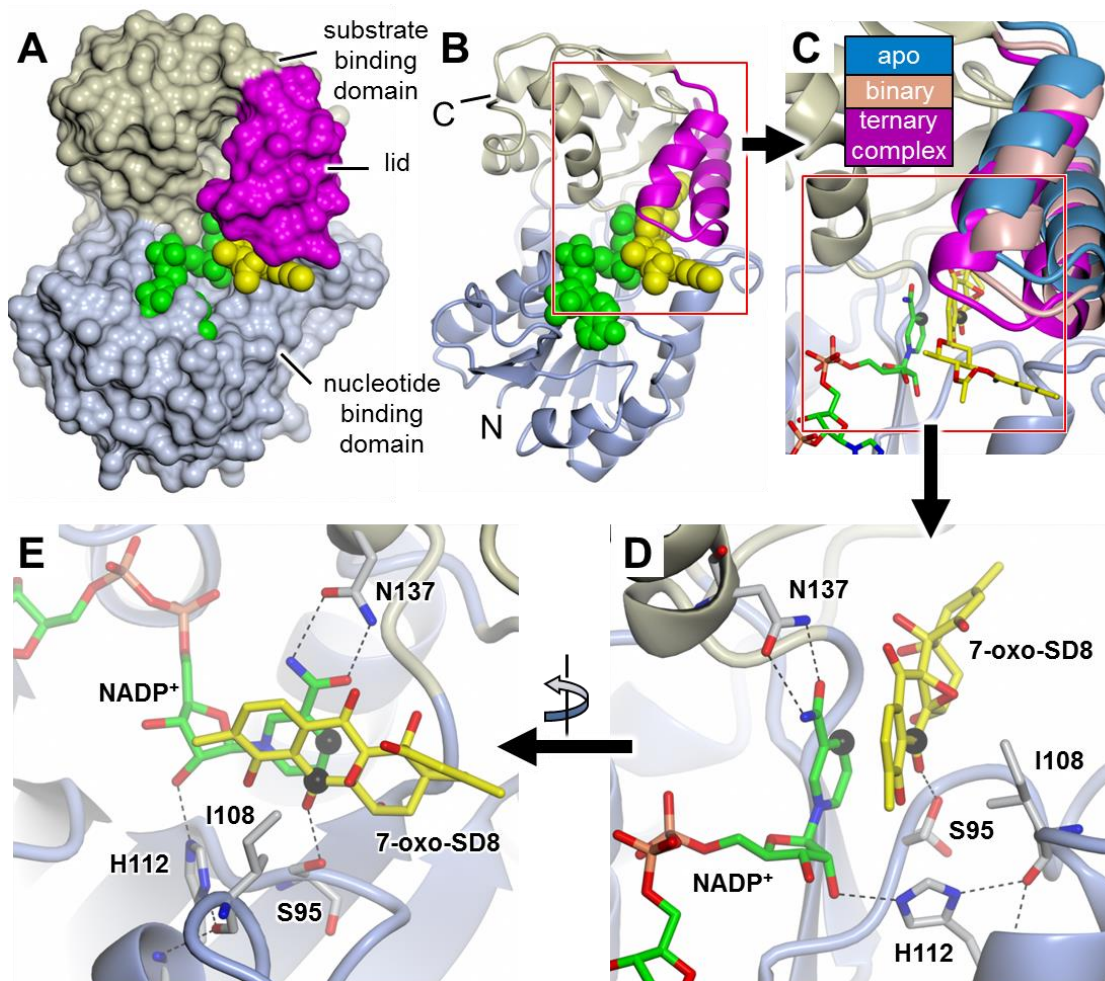 A
substrate
binding
domain
lid
nucleotide
binding
domain
B
C
N
C
apo
binary
ternary
complex
E
N137
NADP⁺
I108
7-oxo-SD8
H112
S95
D
N137
7-oxo-SD8
I108
S95
NADP⁺
H112